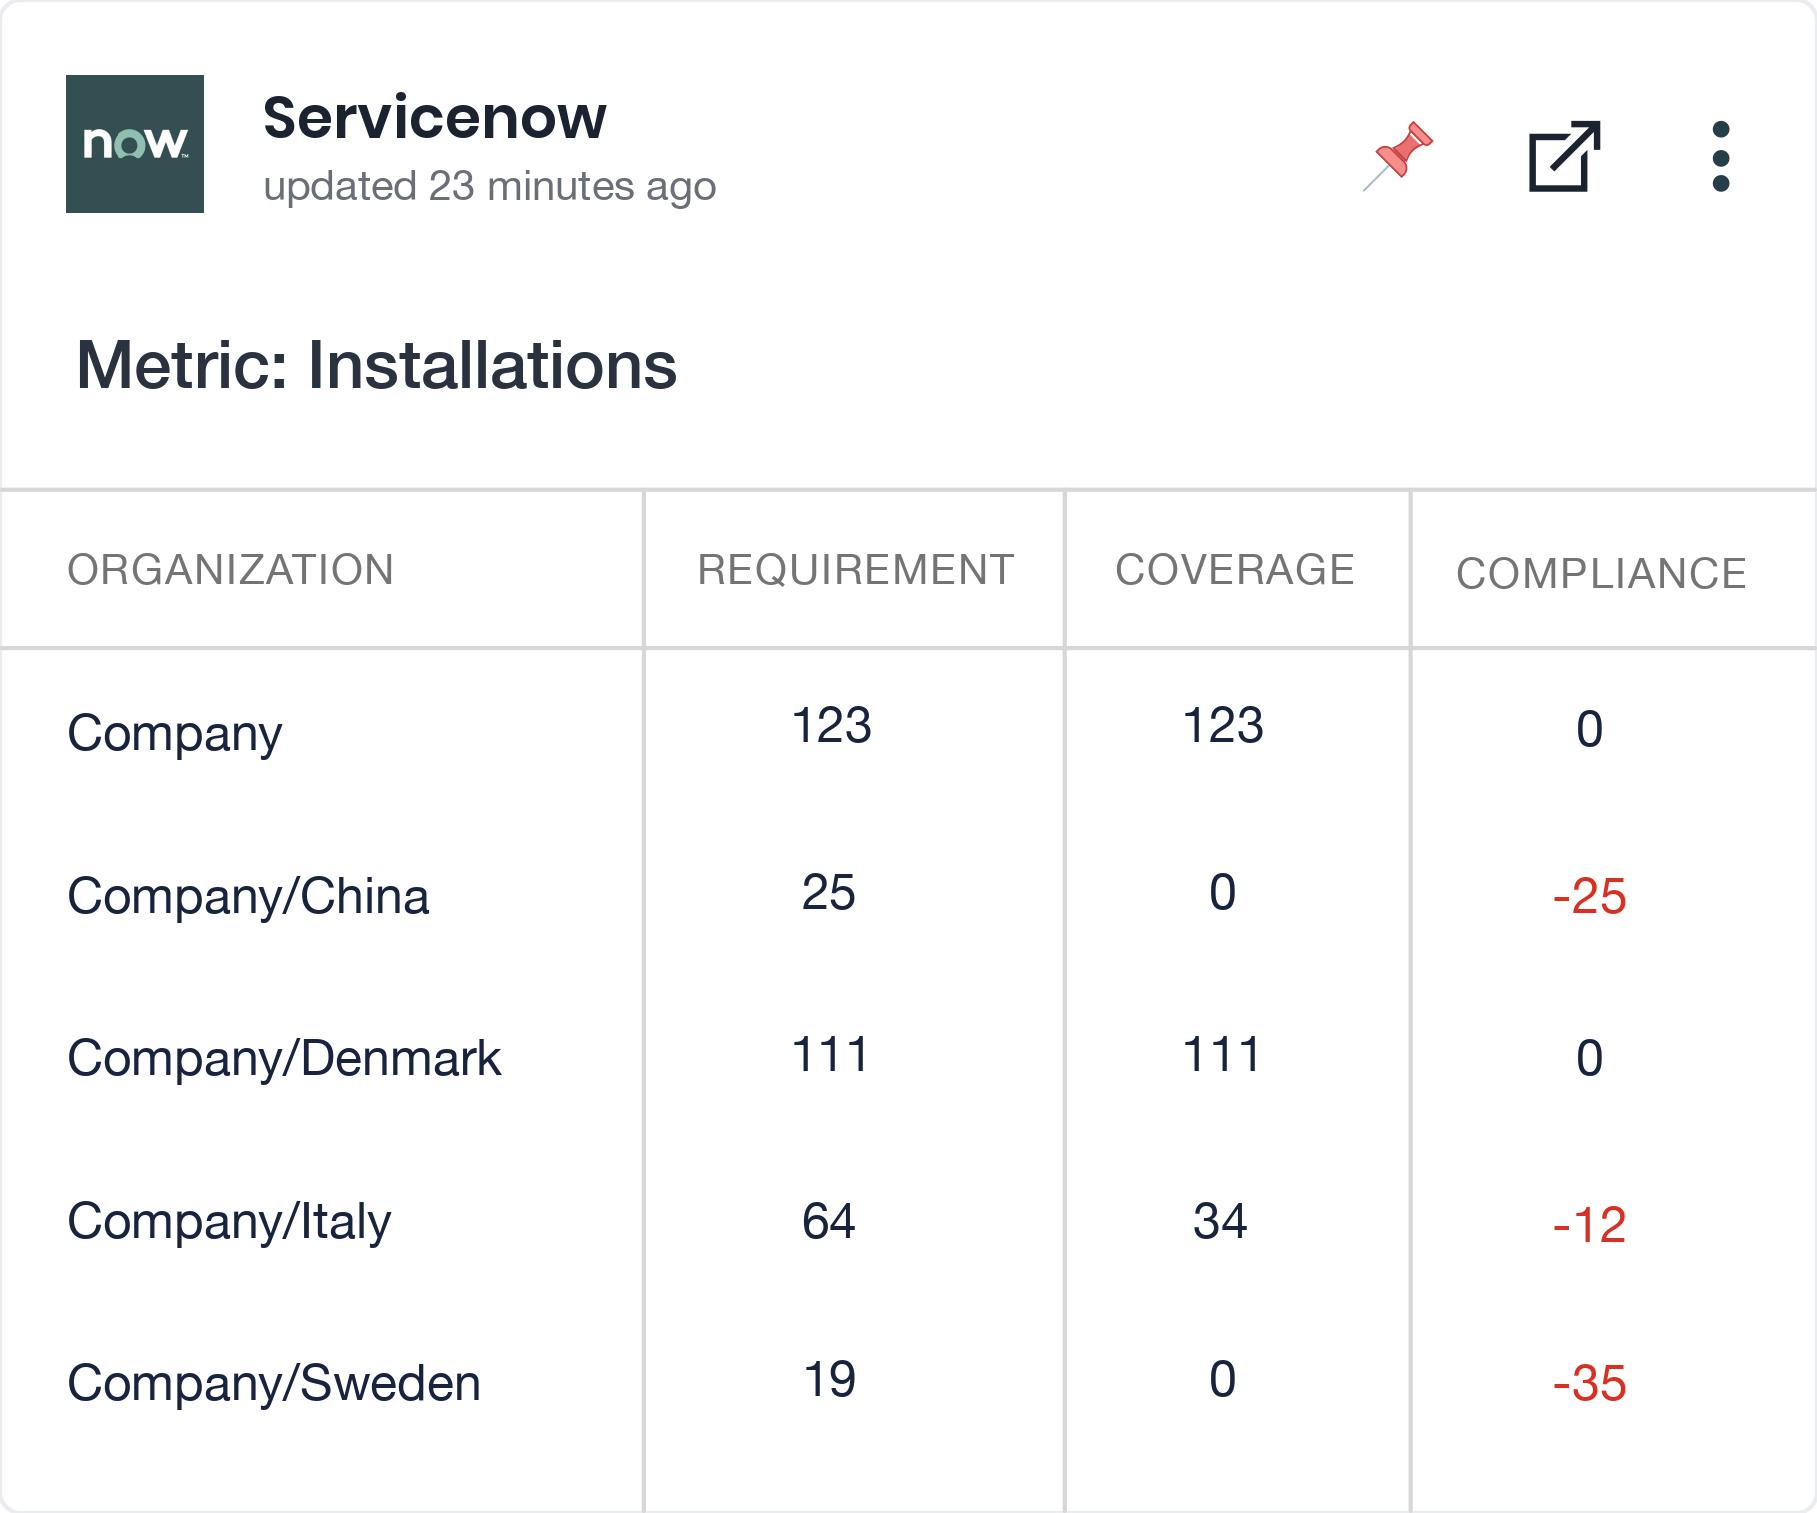 now.™
Servicenow
updated 23 minutes ago
Metric: Installations
ORGANIZATION REQUIREMENT COVERAGE COMPLIANCE
Company 123 123 0
Company/China 25 0 -25
Company/Denmark 111 111 0
Company/Italy 64 34 -12
Company/Sweden 19 0 -35